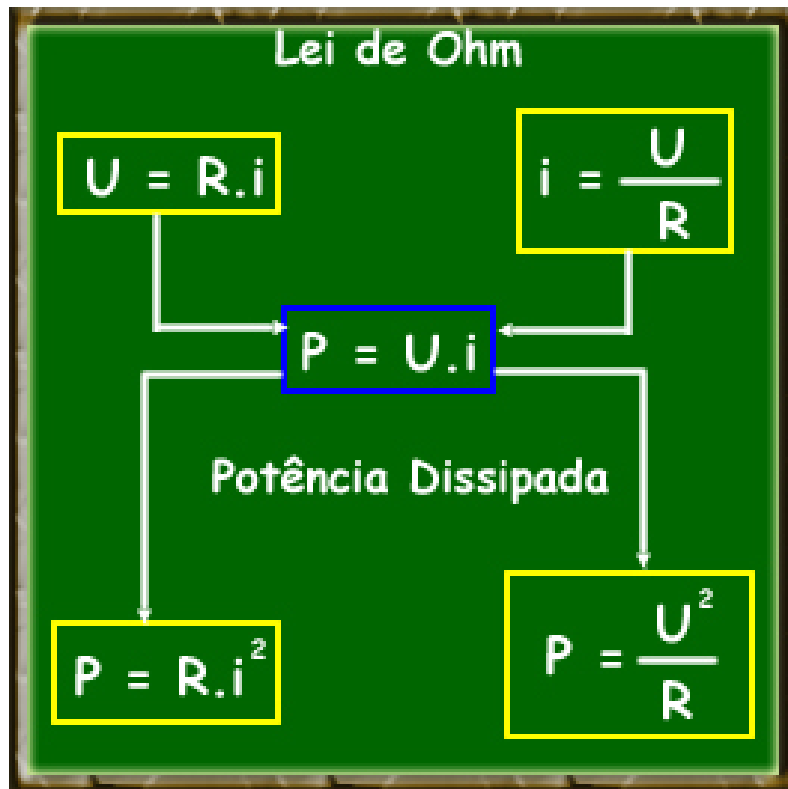 Lei de Ohm
U = R.i
i = U/R
P = U.i
Potência Dissipada
P = R.i²
P = U²/R